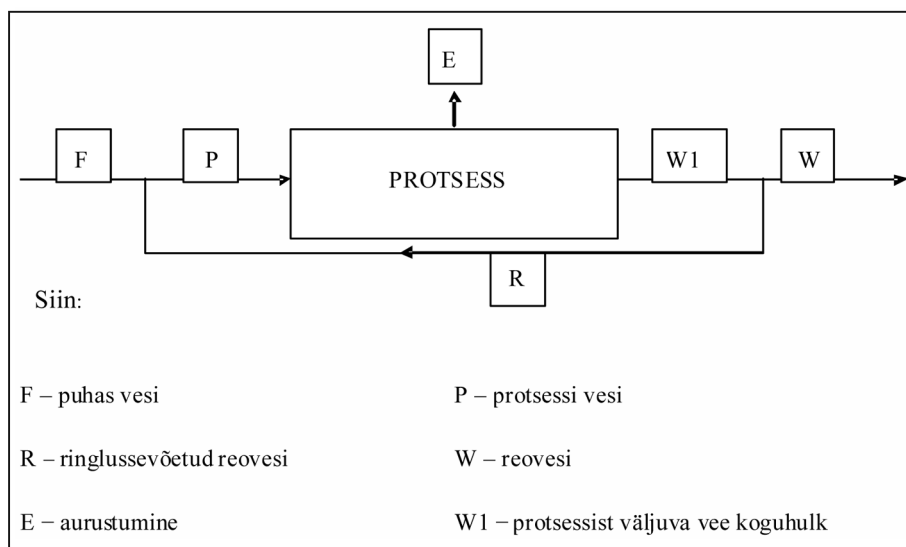 E
F
P
PROTSESS
W1
W
R
Siin:
F – puhas vesi
P – protsessi vesi
R – ringlussevõetud reovesi
W – reovesi
E – aurustumine
W1 – protsessist väljuva vee koguhulk